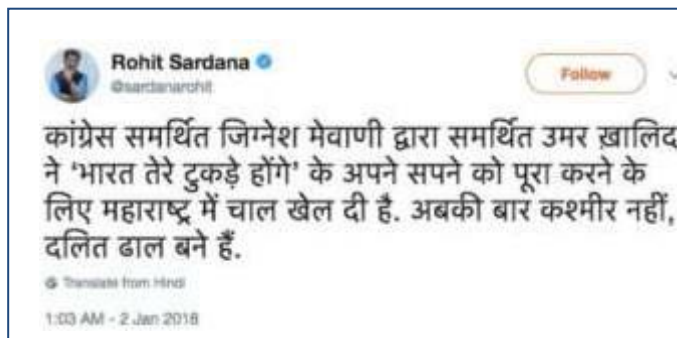 Rohit Sardana
@sardanarohit
Follow
कांग्रेस समर्थित जिग्नेश मेवाणी द्वारा समर्थित उमर ख़ालिद
ने ‘भारत तेरे टुकड़े होंगे’ के अपने सपने को पूरा करने के
लिए महाराष्ट्र में चाल खेल दी है. अबकी बार कश्मीर नहीं,
दलित ढाल बने हैं.
Translate from Hindi
1:03 AM - 2 Jan 2018